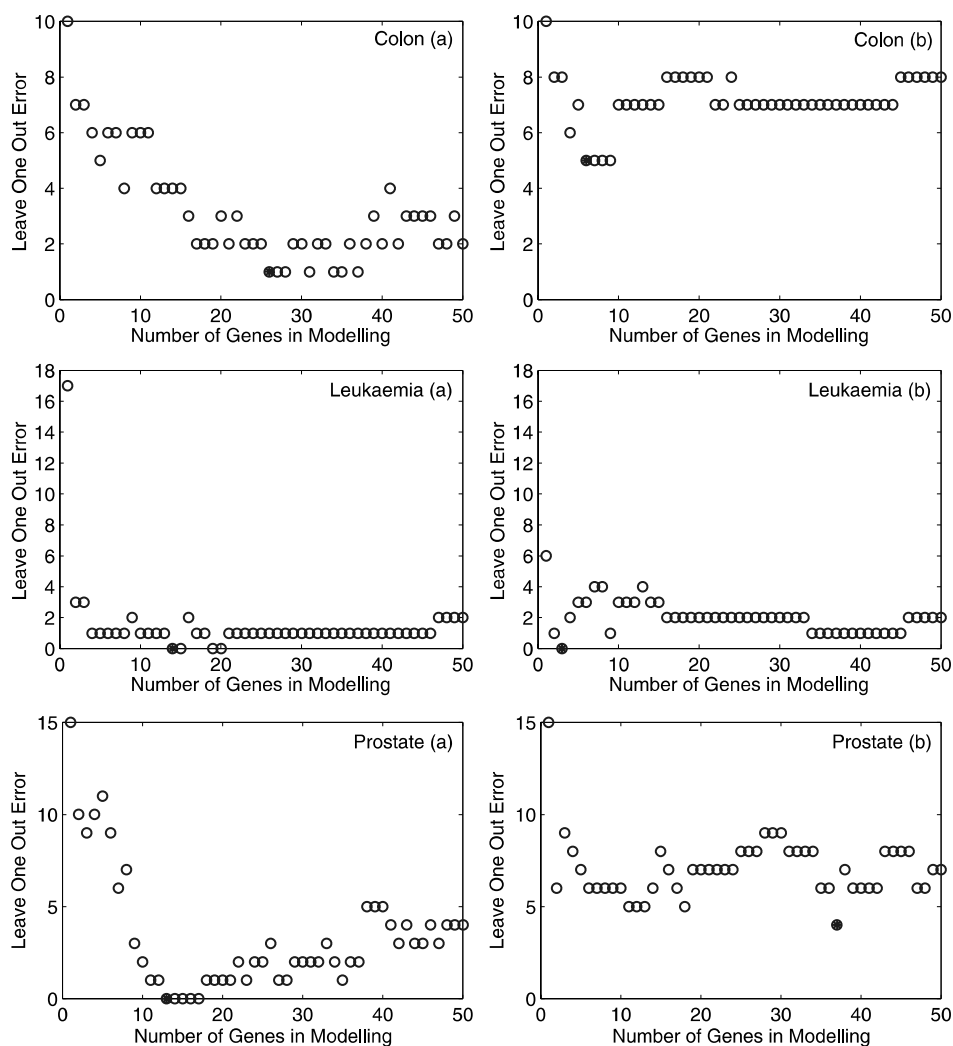 Colon (a)
10
8
6
4
2
0
Leave One Out Error
0 10 20 30 40 50
Number of Genes in Modelling
Colon (b)
10
8
6
4
2
0
Leave One Out Error
0 10 20 30 40 50
Number of Genes in Modelling
Leukaemia (a)
18
16
14
12
10
8
6
4
2
0
Leave One Out Error
0 10 20 30 40 50
Number of Genes in Modelling
Leukaemia (b)
18
16
14
12
10
8
6
4
2
0
Leave One Out Error
0 10 20 30 40 50
Number of Genes in Modelling
Prostate (a)
15
10
5
0
Leave One Out Error
0 10 20 30 40 50
Number of Genes in Modelling
Prostate (b)
15
10
5
0
Leave One Out Error
0 10 20 30 40 50
Number of Genes in Modelling